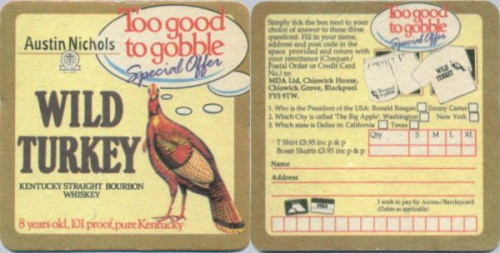 Too good
to gobble
Special Offer
Austin Nichols
WILD
TURKEY
KENTUCKY STRAIGHT BOURBON
WHISKEY
8 years old, 101 proof, pure Kentucky
Too good
to gobble
Special Offer
Simply tick the box next to your
choice of answer to these three
questions. Fill in your name,
address and post code in the
space provided and return with
your remittance (Cheques/
Postal Order or Credit Card
No.) to:
MDA Ltd, Chiswick House,
Chiswick Grove, Blackpool
FY3 9TW.
1. Who is the President of the USA: Ronald Reagan Jimmy Carter
2. Which City is called 'The Big Apple': Washington New York
3. Which state is Dallas in: California Texas
Qty S M L XL
T Shirt £3.95 inc p & p
Boxer Shorts £3.95 inc p & p
Name
Address
I wish to pay by Access/Barclaycard
(Delete as applicable)